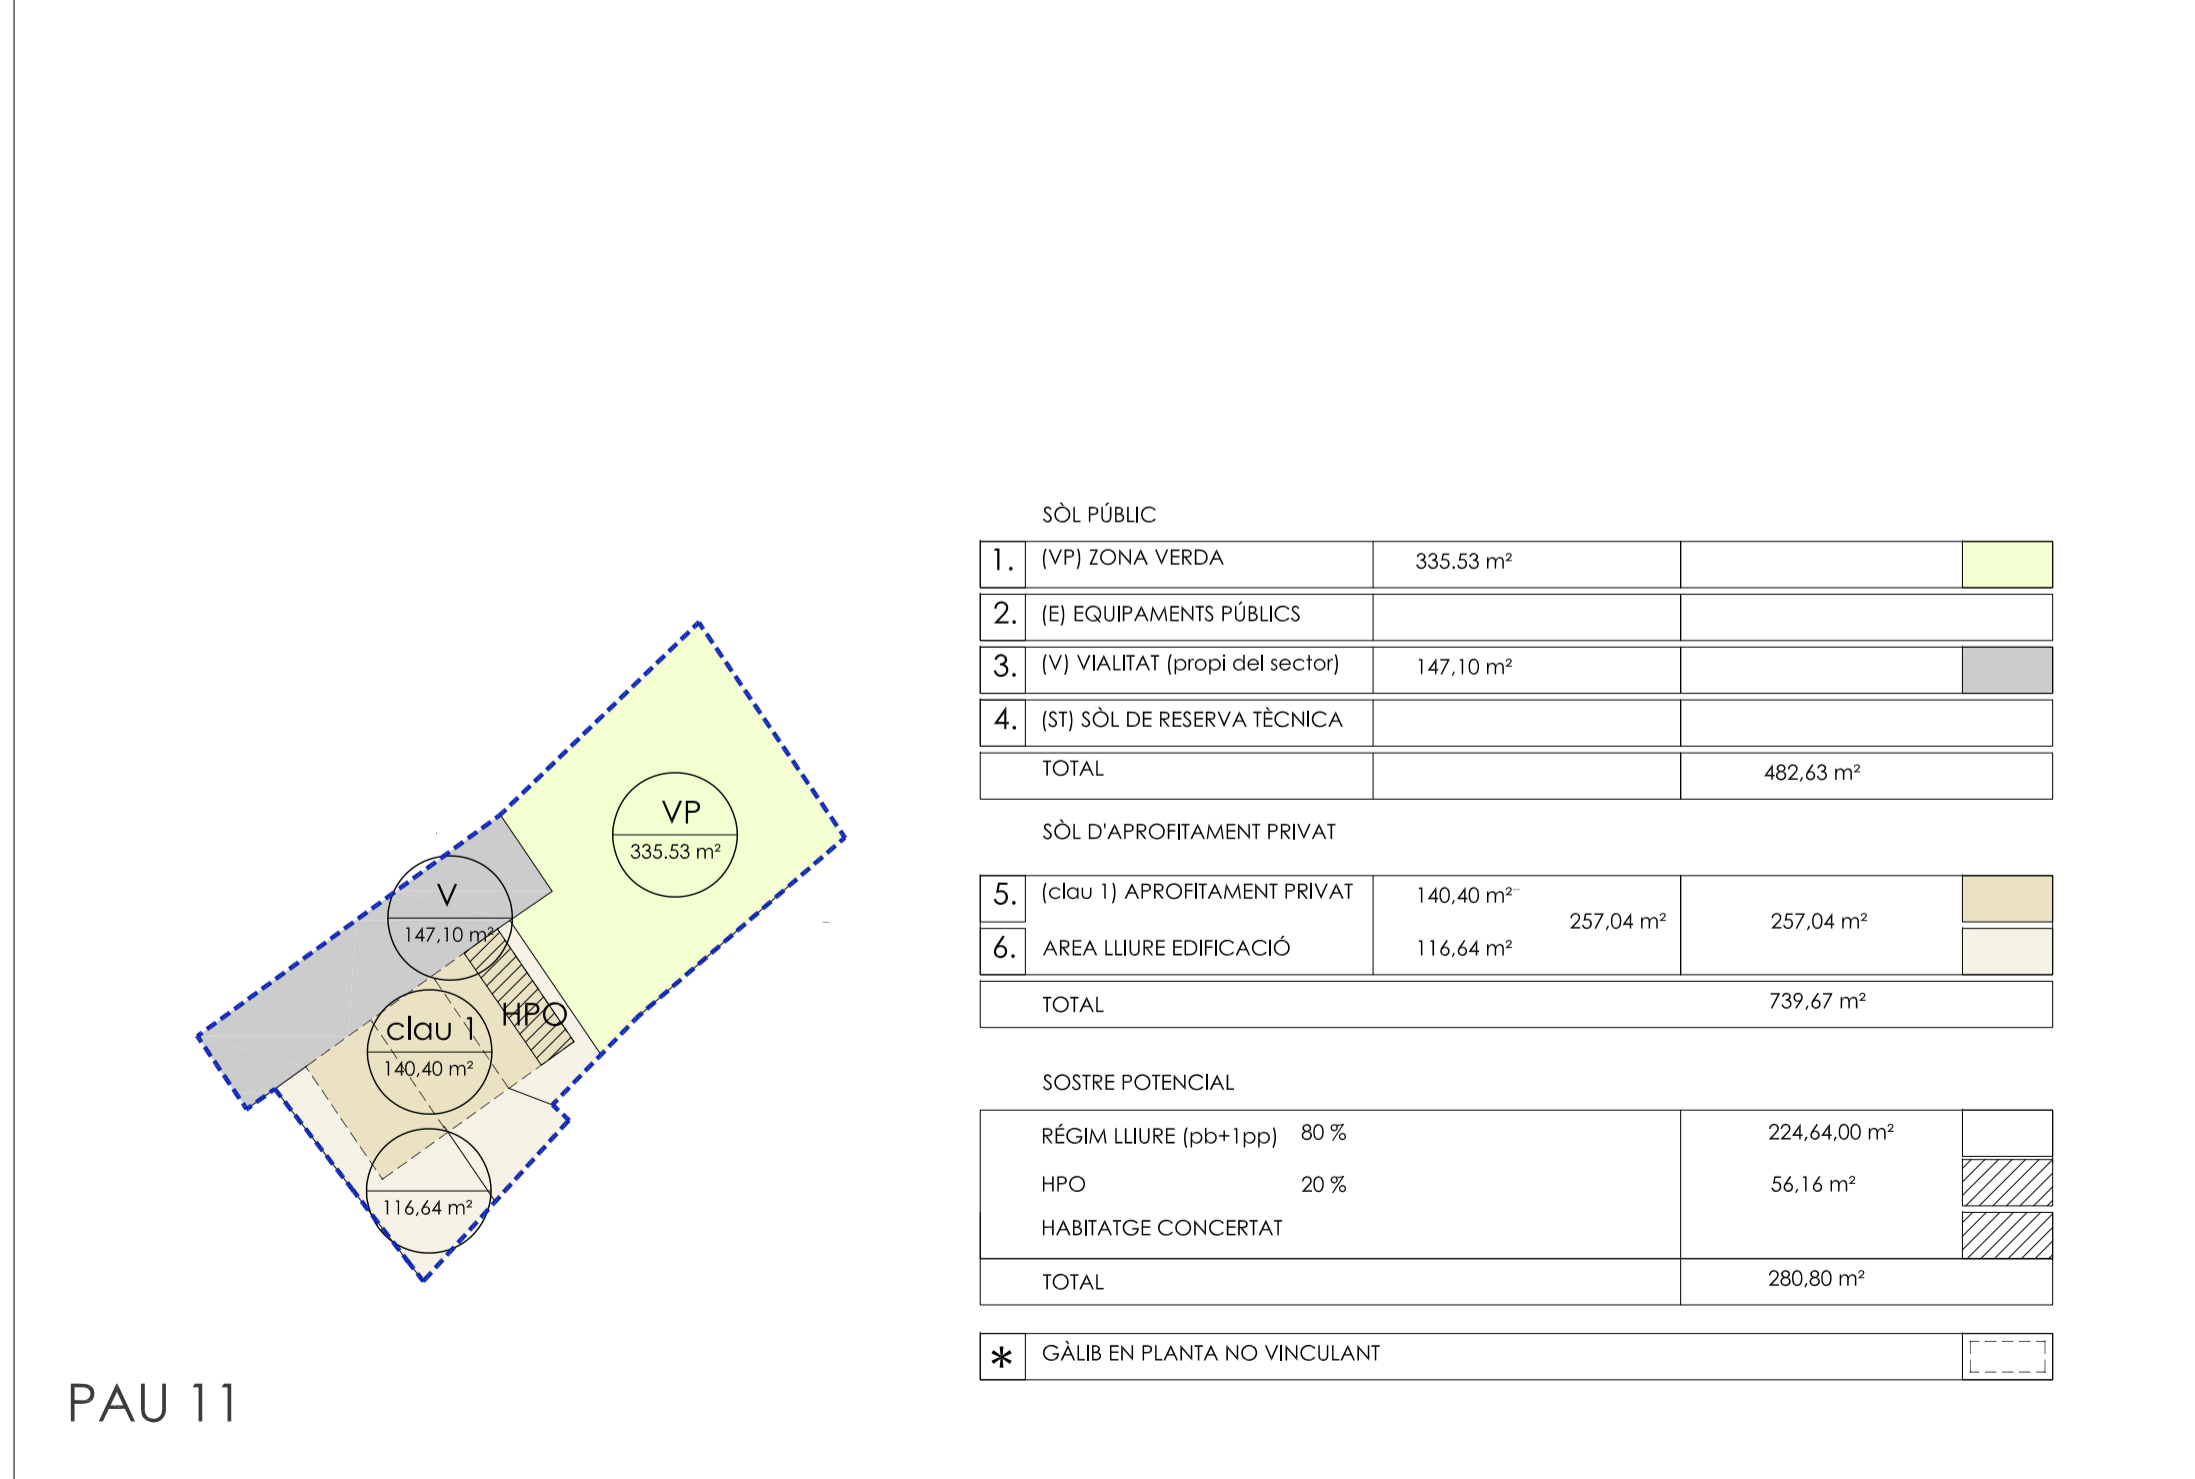 SÒL PÚBLIC
1. (VP) ZONA VERDA 335.53 m²
2. (E) EQUIPAMENTS PÚBLICS
3. (V) VIALITAT (propi del sector) 147,10 m²
4. (ST) SÒL DE RESERVA TÈCNICA
TOTAL 482,63 m²
SÒL D'APROFITAMENT PRIVAT
5. (clau 1) APROFITAMENT PRIVAT 140,40 m²
257,04 m² 257,04 m²
6. AREA LLIURE EDIFICACIÓ 116,64 m²
TOTAL 739,67 m²
SOSTRE POTENCIAL
RÉGIM LLIURE (pb+1pp) 80 % 224,64,00 m²
HPO 20 % 56,16 m²
HABITATGE CONCERTAT
TOTAL 280,80 m²
* GÀLIB EN PLANTA NO VINCULANT
VP
335.53 m²
V
147,10 m²
HPO
clau 1
140,40 m²
116,64 m²
PAU 11